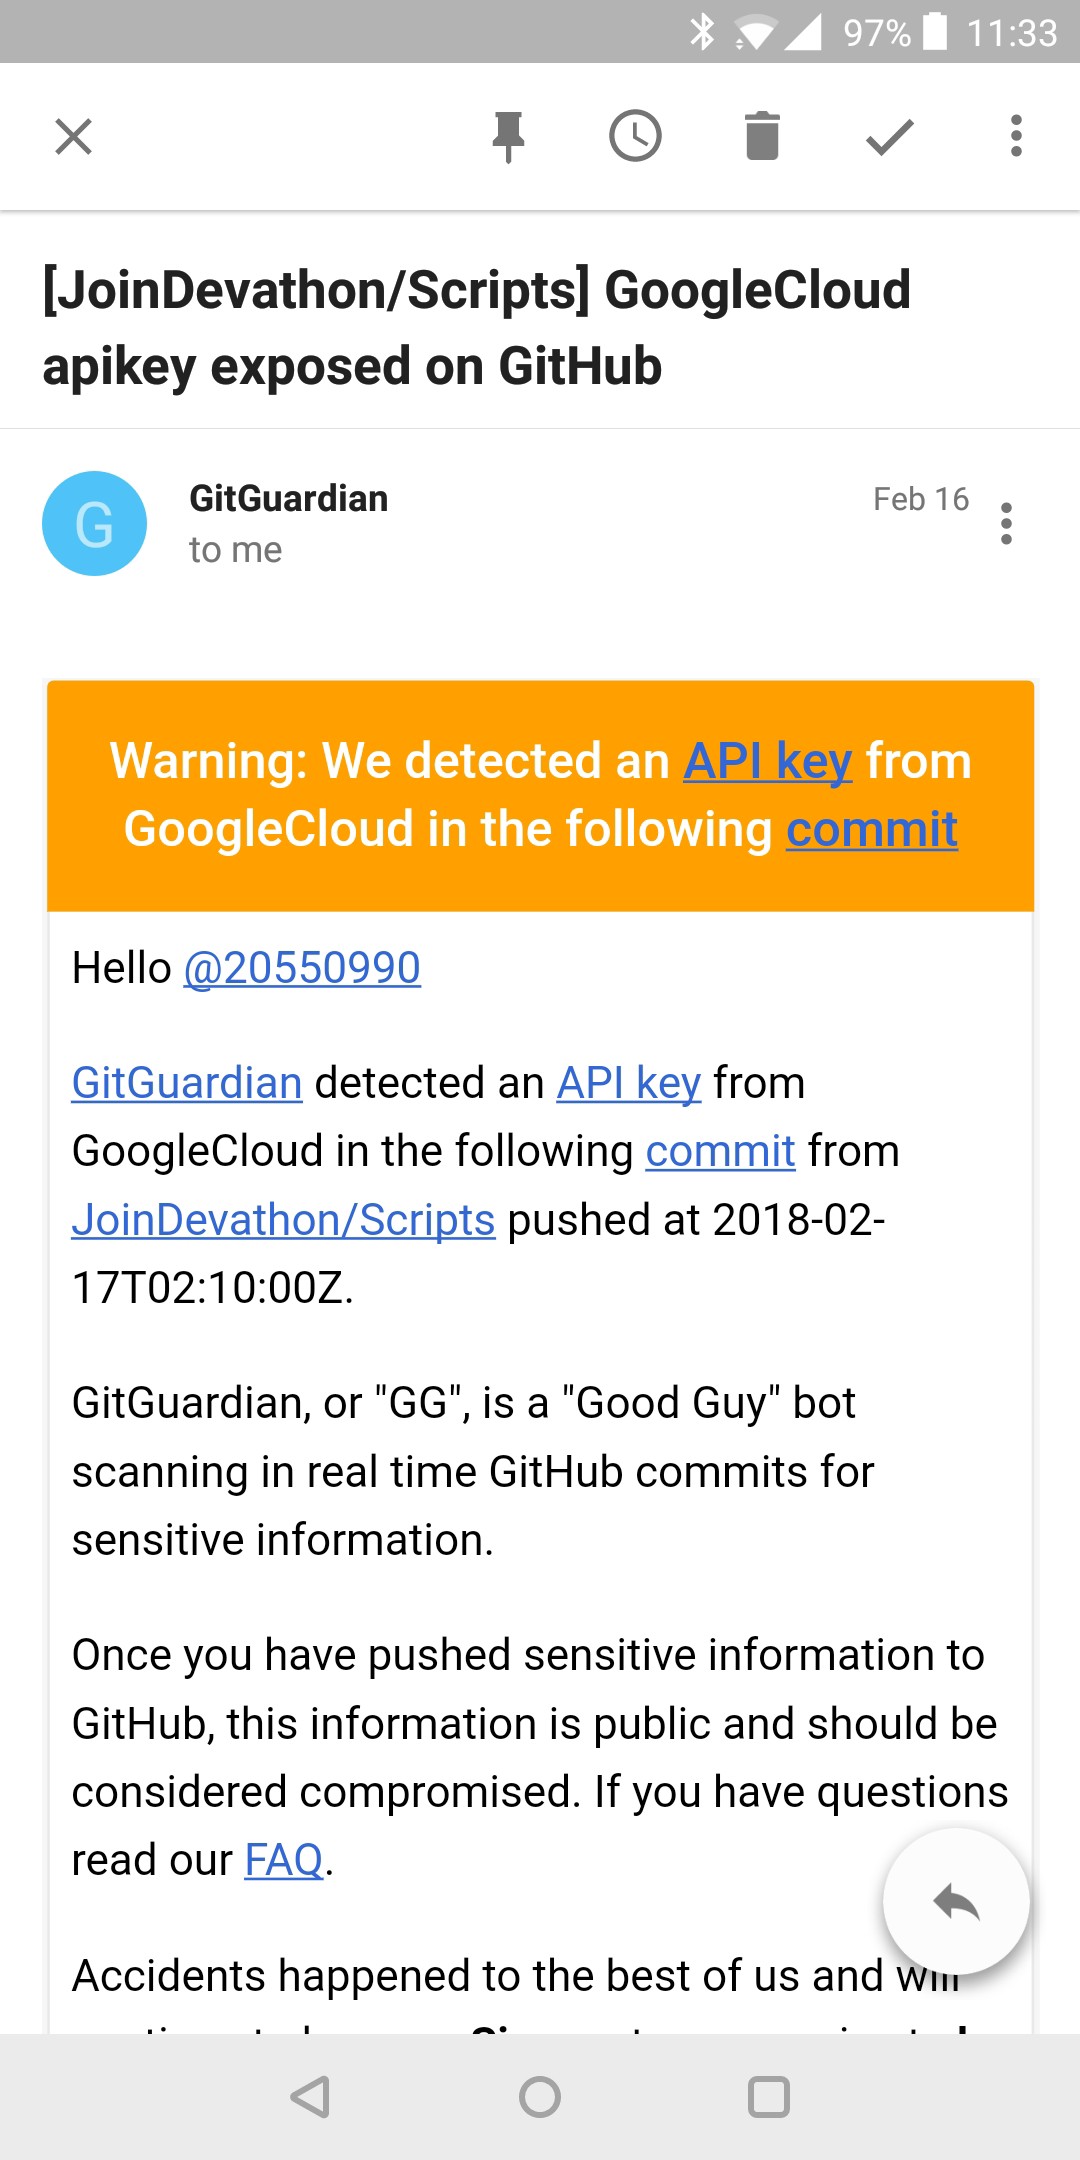 97% 11:33
[JoinDevathon/Scripts] GoogleCloud
apikey exposed on GitHub
G
GitGuardian
Feb 16
to me
Warning: We detected an API key from
GoogleCloud in the following commit
Hello @20550990
GitGuardian detected an API key from
GoogleCloud in the following commit from
JoinDevathon/Scripts pushed at 2018-02-
17T02:10:00Z.
GitGuardian, or "GG", is a "Good Guy" bot
scanning in real time GitHub commits for
sensitive information.
Once you have pushed sensitive information to
GitHub, this information is public and should be
considered compromised. If you have questions
read our FAQ.
Accidents happened to the best of us and will